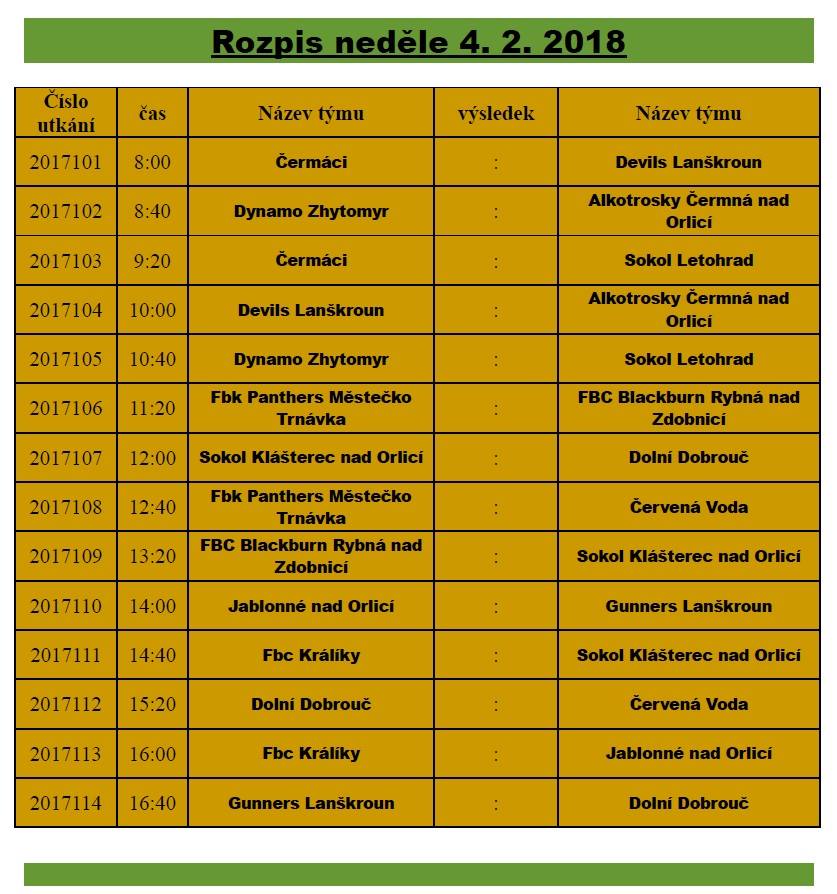 Rozpis neděle 4. 2. 2018
Číslo utkání čas Název týmu výsledek Název týmu
2017101 8:00 Čermáci : Devils Lanškroun
2017102 8:40 Dynamo Zhytomyr : Alkotrosky Čermná nad Orlicí
2017103 9:20 Čermáci : Sokol Letohrad
2017104 10:00 Devils Lanškroun : Alkotrosky Čermná nad Orlicí
2017105 10:40 Dynamo Zhytomyr : Sokol Letohrad
2017106 11:20 Fbk Panthers Městečko Trnávka : FBC Blackburn Rybná nad Zdobnicí
2017107 12:00 Sokol Klášterec nad Orlicí : Dolní Dobrouč
2017108 12:40 Fbk Panthers Městečko Trnávka : Červená Voda
2017109 13:20 FBC Blackburn Rybná nad Zdobnicí : Sokol Klášterec nad Orlicí
2017110 14:00 Jablonné nad Orlicí : Gunners Lanškroun
2017111 14:40 Fbc Králíky : Sokol Klášterec nad Orlicí
2017112 15:20 Dolní Dobrouč : Červená Voda
2017113 16:00 Fbc Králíky : Jablonné nad Orlicí
2017114 16:40 Gunners Lanškroun : Dolní Dobrouč